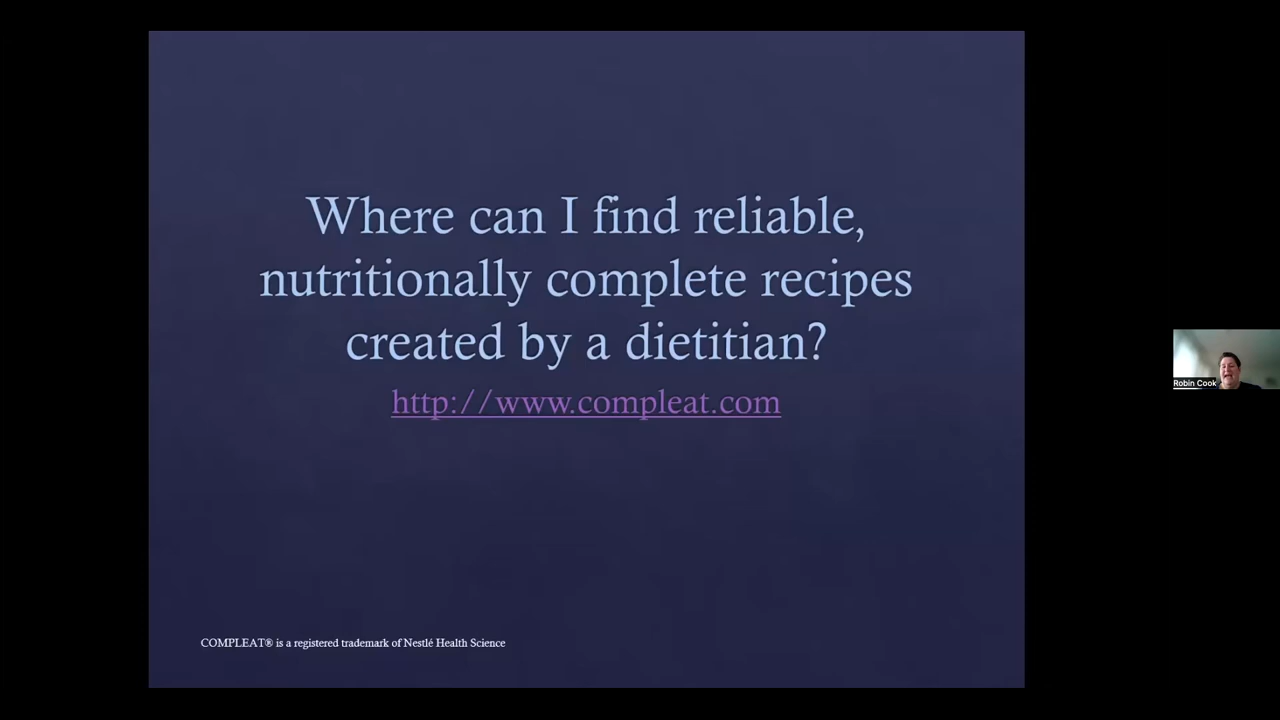 Where can I find reliable,
nutritionally complete recipes
created by a dietitian?
http://www.compleat.com
Robin Cook
COMPLEAT® is a registered trademark of Nestlé Health Science